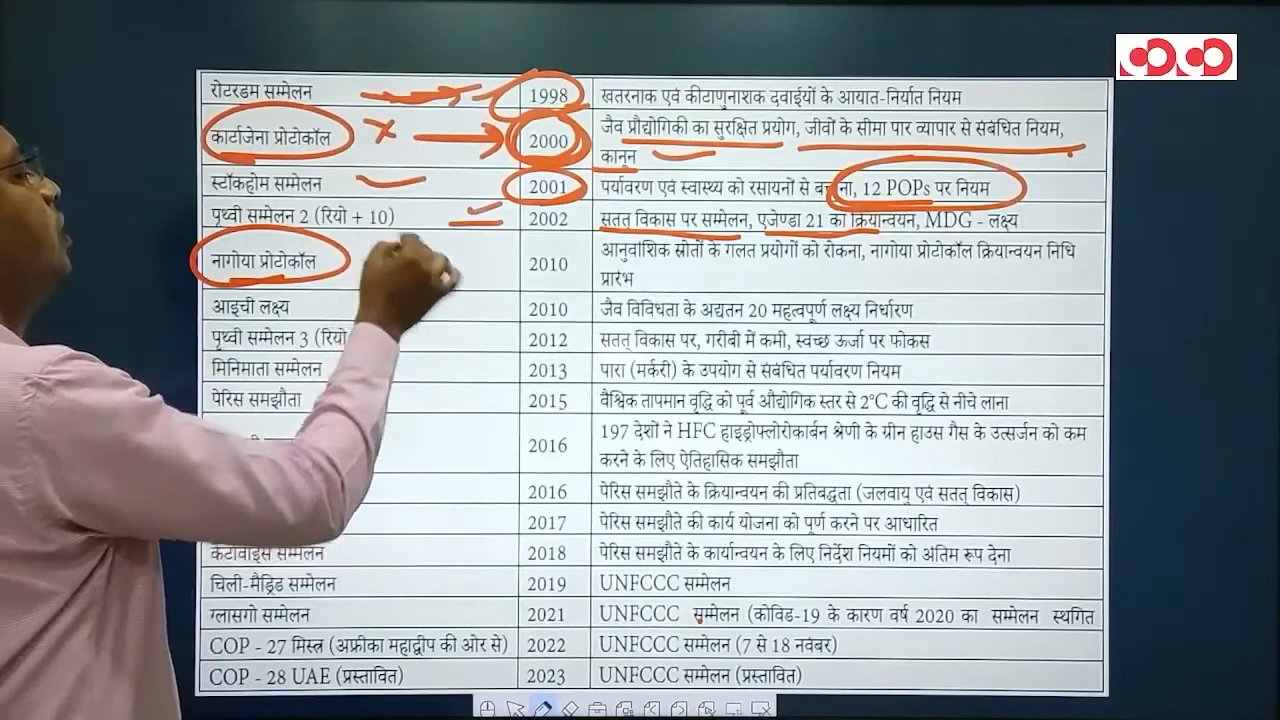 रोटरडम सम्मेलन 1998 खतरनाक एवं कीटाणुनाशक दवाईयों के आयात-निर्यात नियम
कार्टाजेना प्रोटोकॉल 2000 जैव प्रौद्योगिकी का सुरक्षित प्रयोग, जीवों के सीमा पार व्यापार से संबंधित नियम,
कानून
स्टॉकहोम सम्मेलन 2001 पर्यावरण एवं स्वास्थ्य को रसायनों से बचाना, 12 POPs पर नियम
पृथ्वी सम्मेलन 2 (रियो + 10) 2002 सतत् विकास पर सम्मेलन, एजेण्डा 21 का क्रियान्वयन, MDG - लक्ष्य
नागोया प्रोटोकॉल 2010 आनुवांशिक स्रोतों के गलत प्रयोगों को रोकना, नागोया प्रोटोकॉल क्रियान्वयन निधि
प्रारंभ
आइची लक्ष्य 2010 जैव विविधता के अद्यतन 20 महत्वपूर्ण लक्ष्य निर्धारण
पृथ्वी सम्मेलन 3 (रियो 2012 सतत् विकास पर, गरीबी में कमी, स्वच्छ ऊर्जा पर फोकस
मिनिमाता सम्मेलन 2013 पारा (मर्करी) के उपयोग से संबंधित पर्यावरण नियम
पेरिस समझौता 2015 वैश्विक तापमान वृद्धि को पूर्व औद्योगिक स्तर से 2°C की वृद्धि से नीचे लाना
2016 197 देशों ने HFC हाइड्रोफ्लोरोकार्बन श्रेणी के ग्रीन हाउस गैस के उत्सर्जन को कम
करने के लिए ऐतिहासिक समझौता
2016 पेरिस समझौते के क्रियान्वयन की प्रतिबद्धता (जलवायु एवं सतत् विकास)
2017 पेरिस समझौते की कार्य योजना को पूर्ण करने पर आधारित
कटोवाइस सम्मेलन 2018 पेरिस समझौते के कार्यान्वयन के लिए निर्देश नियमों को अंतिम रूप देना
चिली-मैड्रिड सम्मेलन 2019 UNFCCC सम्मेलन
ग्लासगो सम्मेलन 2021 UNFCCC सम्मेलन (कोविड-19 के कारण वर्ष 2020 का सम्मेलन स्थगित
COP - 27 मिस्त्र (अफ्रीका महाद्वीप की ओर से) 2022 UNFCCC सम्मेलन (7 से 18 नवंबर)
COP - 28 UAE (प्रस्तावित) 2023 UNFCCC सम्मेलन (प्रस्तावित)